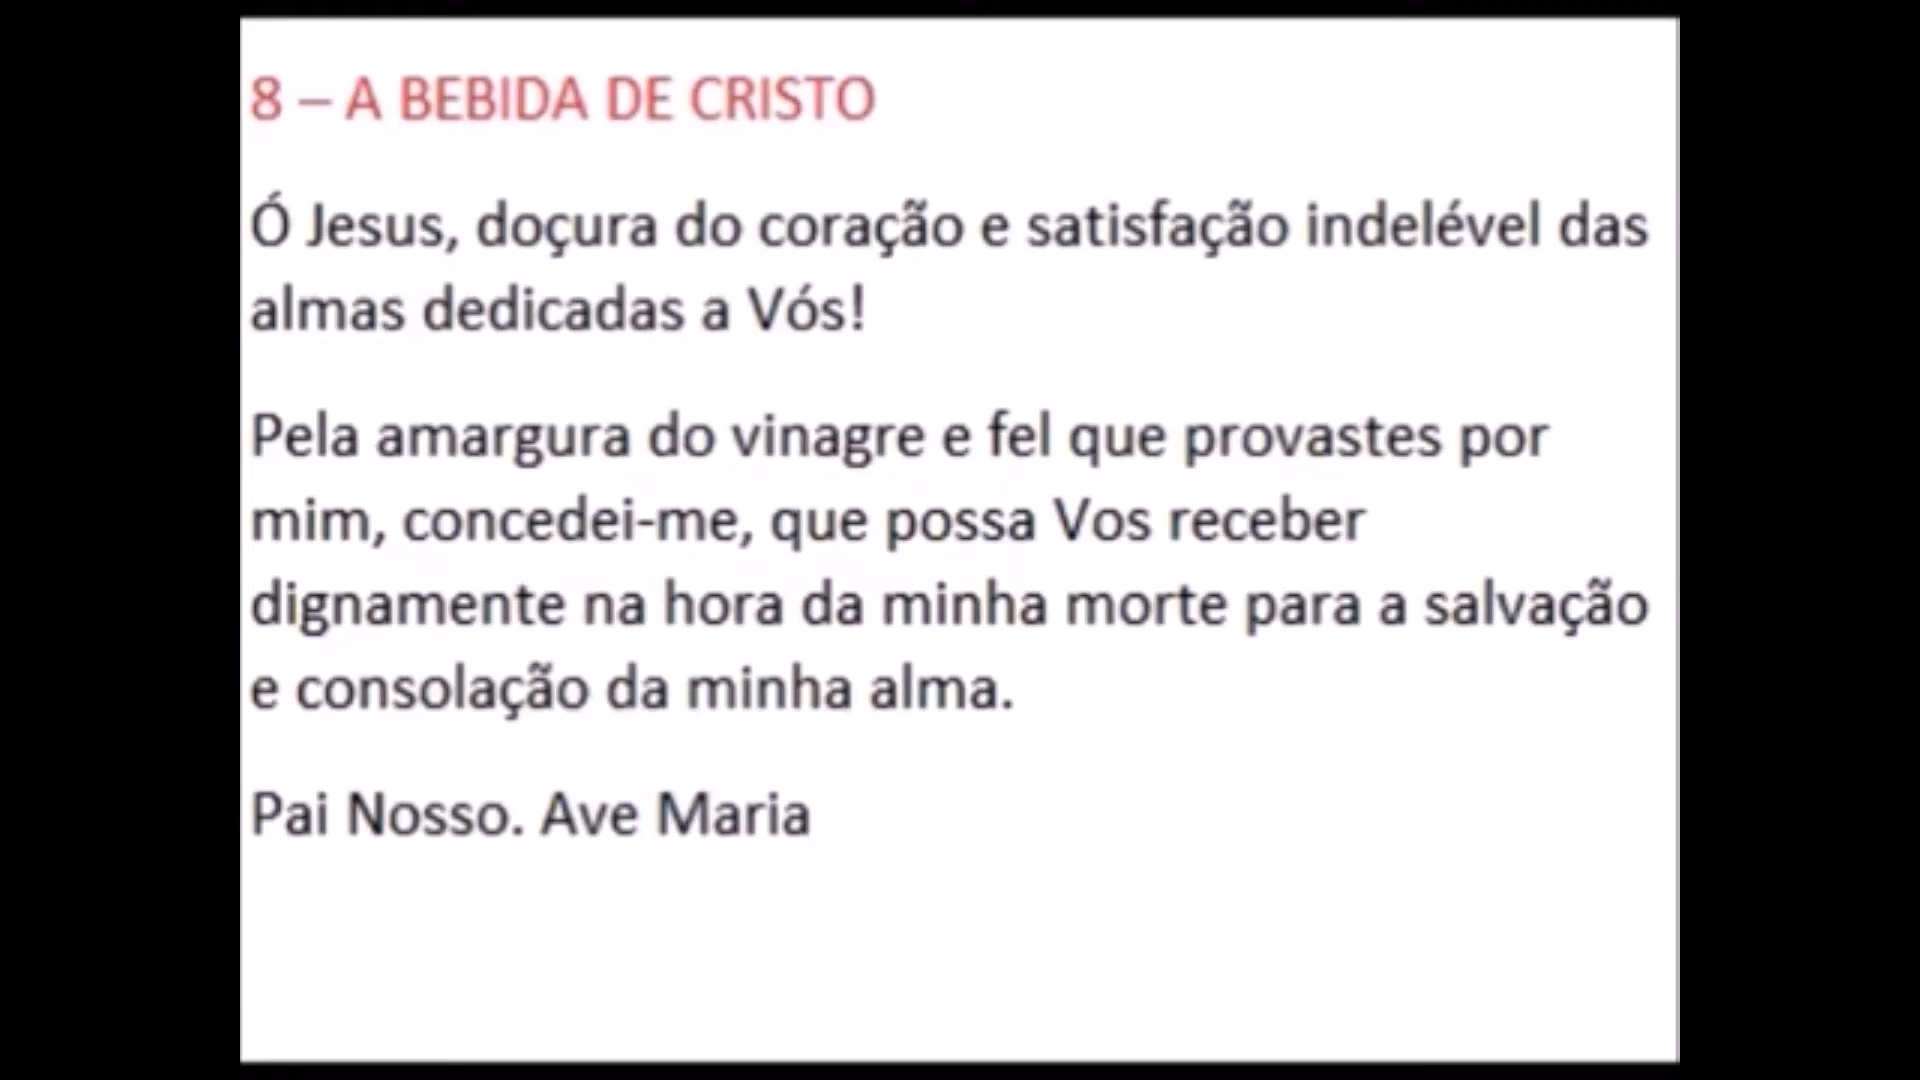 8 – A BEBIDA DE CRISTO
Ó Jesus, doçura do coração e satisfação indelével das
almas dedicadas a Vós!
Pela amargura do vinagre e fel que provastes por
mim, concedei-me, que possa Vos receber
dignamente na hora da minha morte para a salvação
e consolação da minha alma.
Pai Nosso. Ave Maria